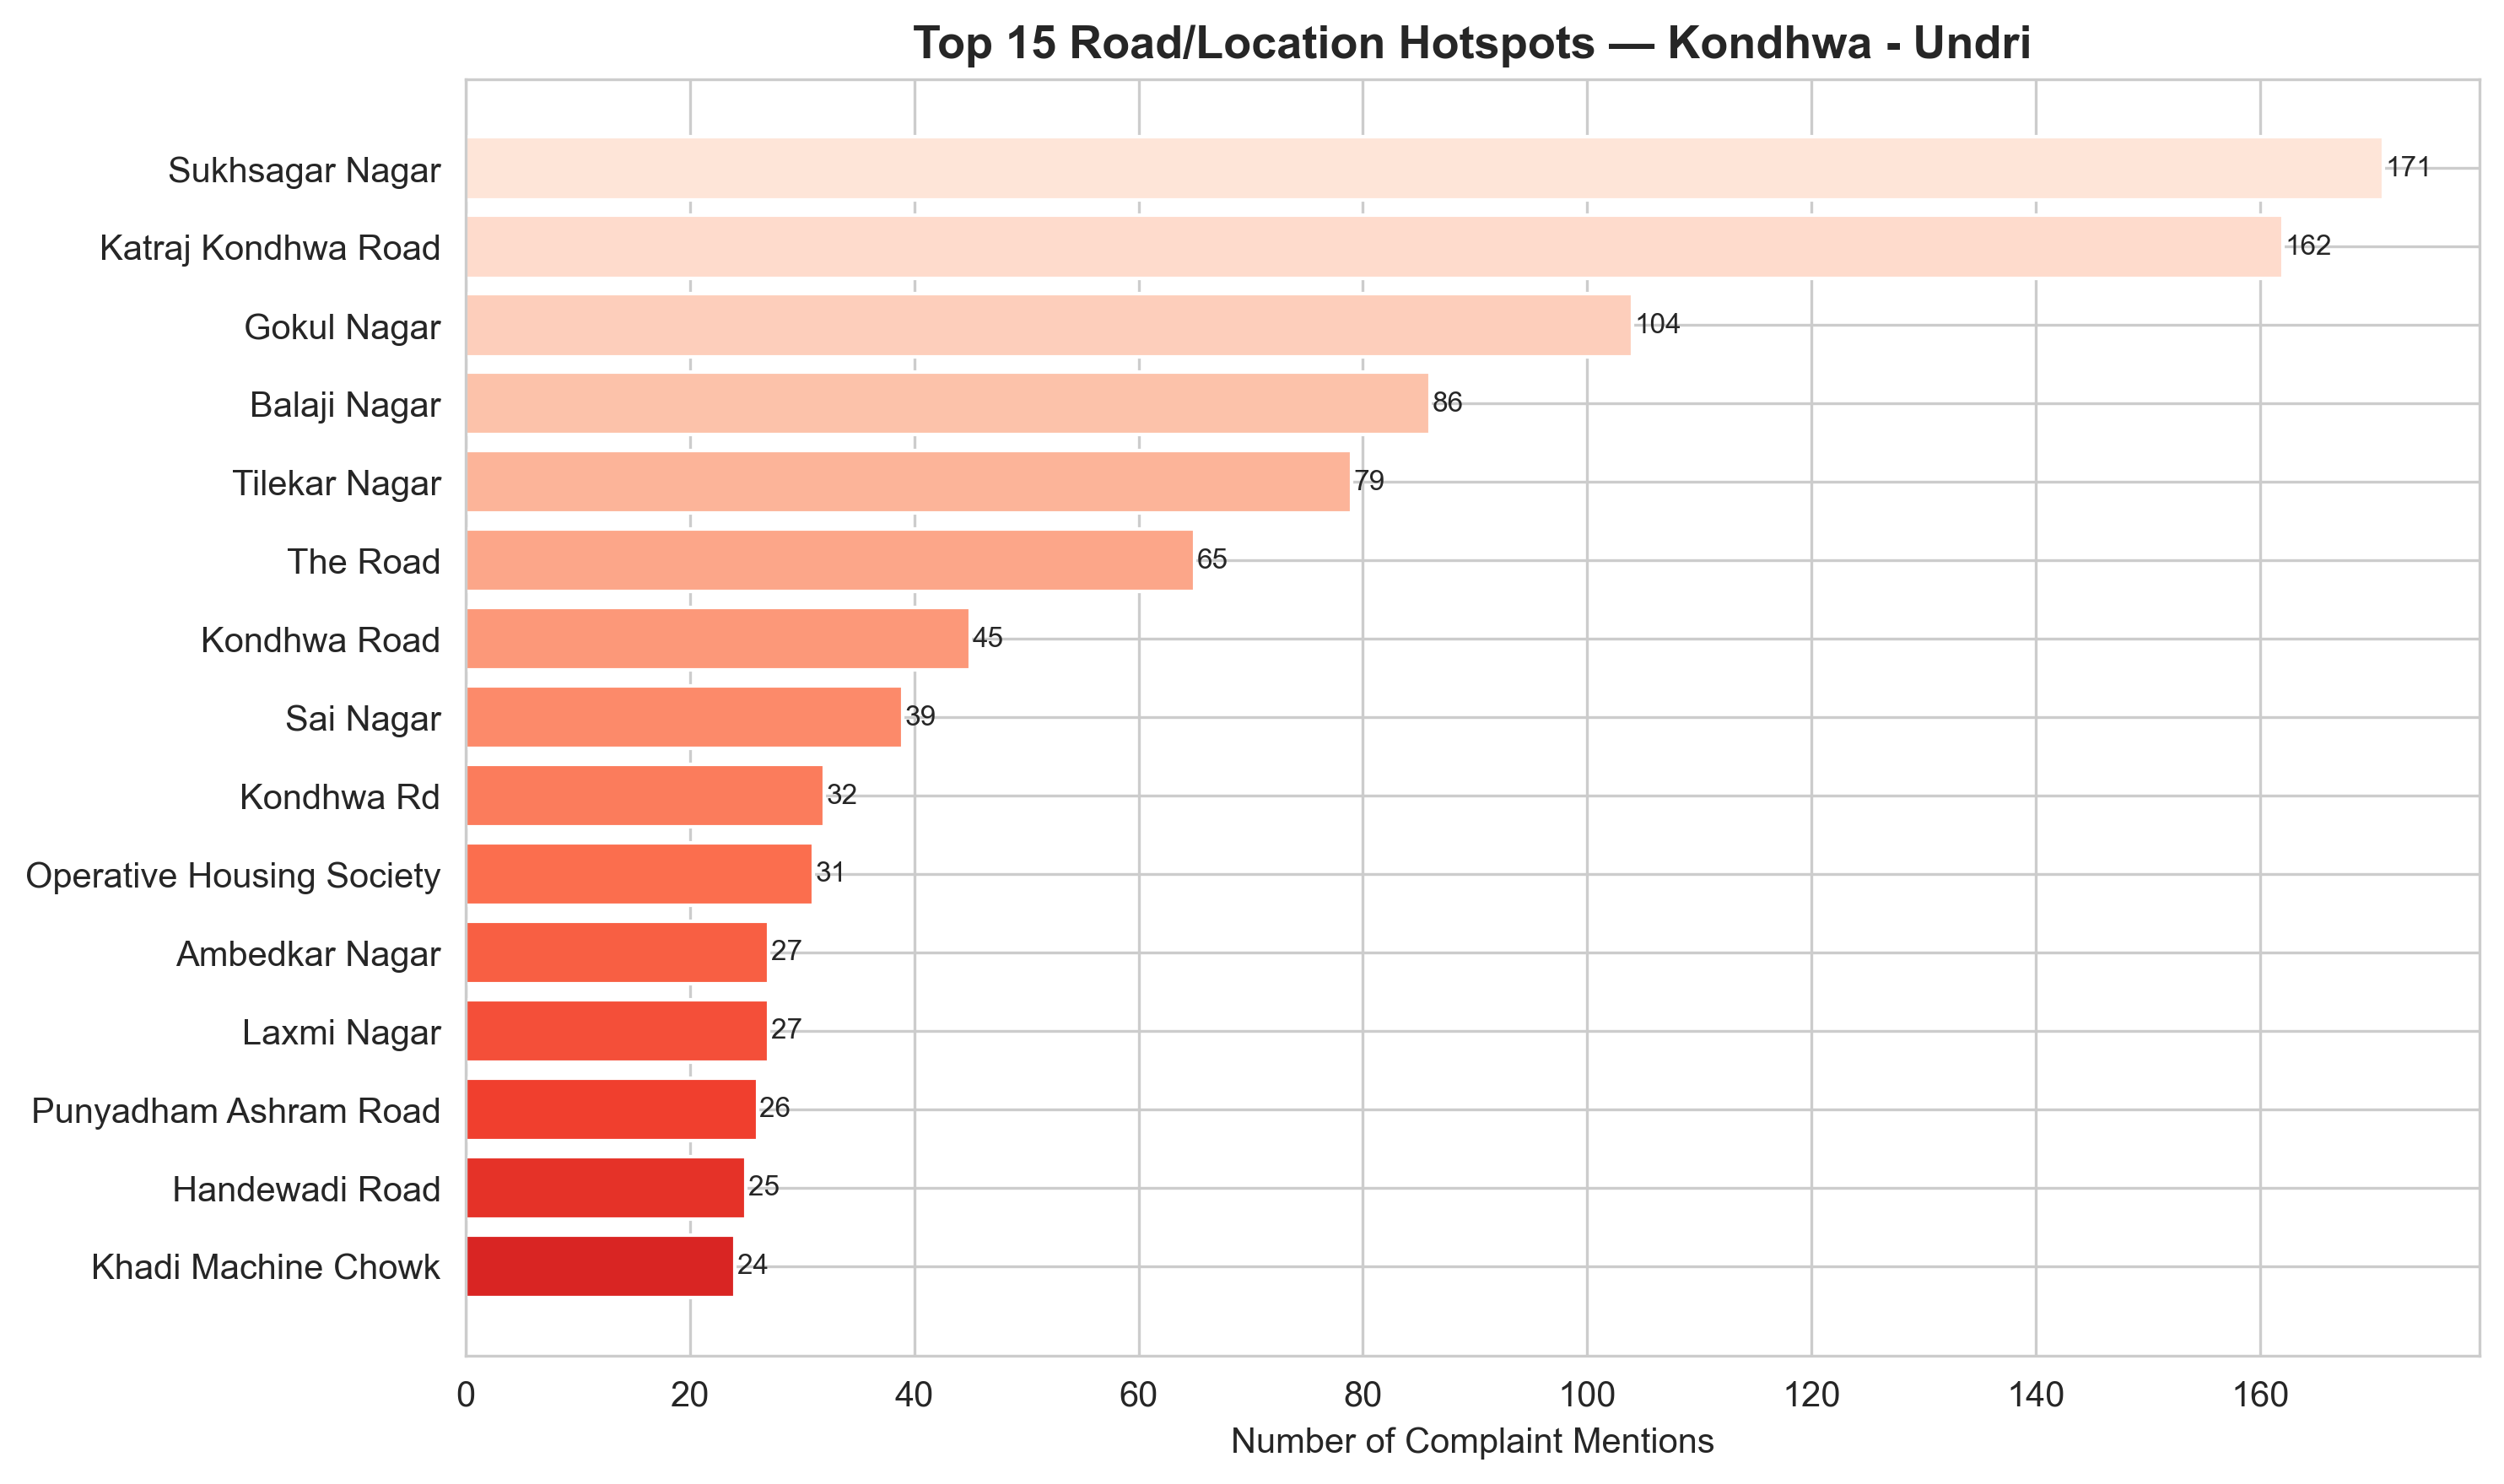 Top 15 Road/Location Hotspots — Kondhwa - Undri
Sukhsagar Nagar 171
Katraj Kondhwa Road 162
Gokul Nagar 104
Balaji Nagar 86
Tilekar Nagar 79
The Road 65
Kondhwa Road 45
Sai Nagar 39
Kondhwa Rd 32
Operative Housing Society 31
Ambedkar Nagar 27
Laxmi Nagar 27
Punyadham Ashram Road 26
Handewadi Road 25
Khadi Machine Chowk 24
0 20 40 60 80 100 120 140 160
Number of Complaint Mentions